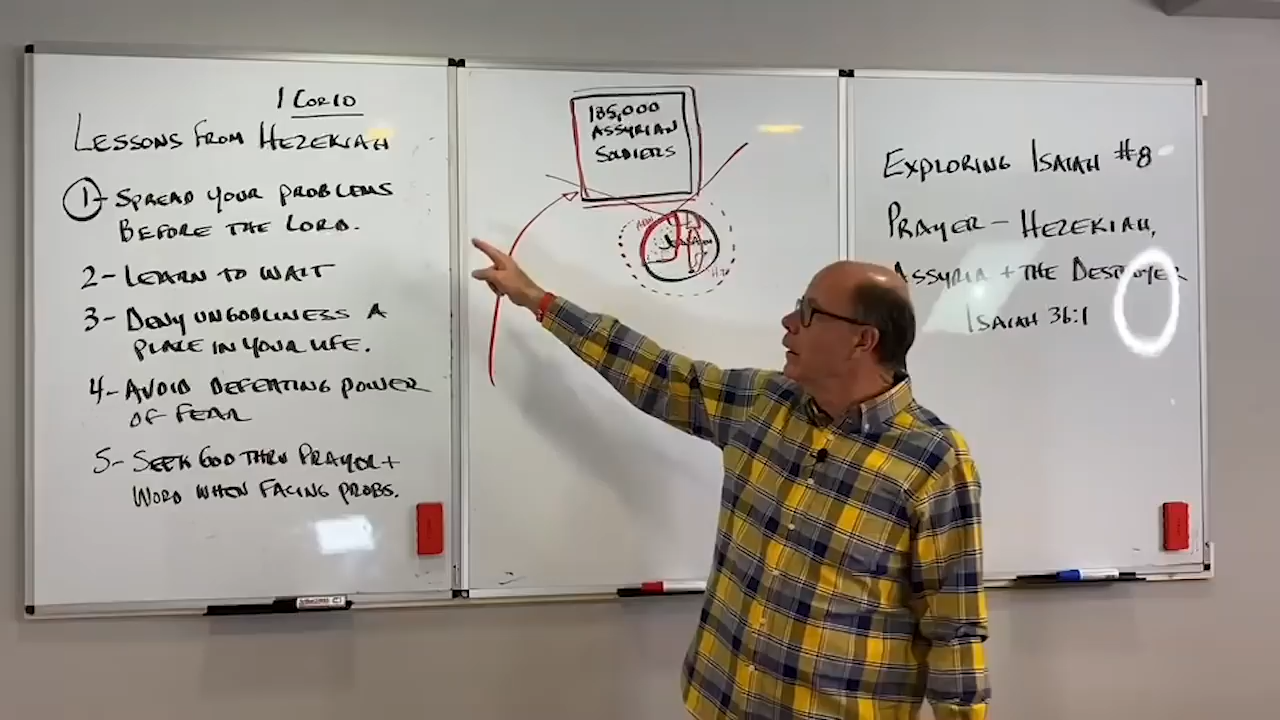 1 COR 10
LESSONS FROM HEZEKIAH
1- SPREAD YOUR PROBLEMS
BEFORE THE LORD.
2- LEARN TO WAIT
3- DENY UNGODLINESS A
PLACE IN YOUR LIFE.
4- AVOID DEFEATING POWER
OF FEAR
5- SEEK GOD THRU PRAYER +
WORD WHEN FACING PROBS.
185,000
ASSYRIAN
SOLDIERS
EXPLORING ISAIAH #8
PRAYER - HEZEKIAH,
ASSYRIA + THE DESTROYER
ISAIAH 36:1